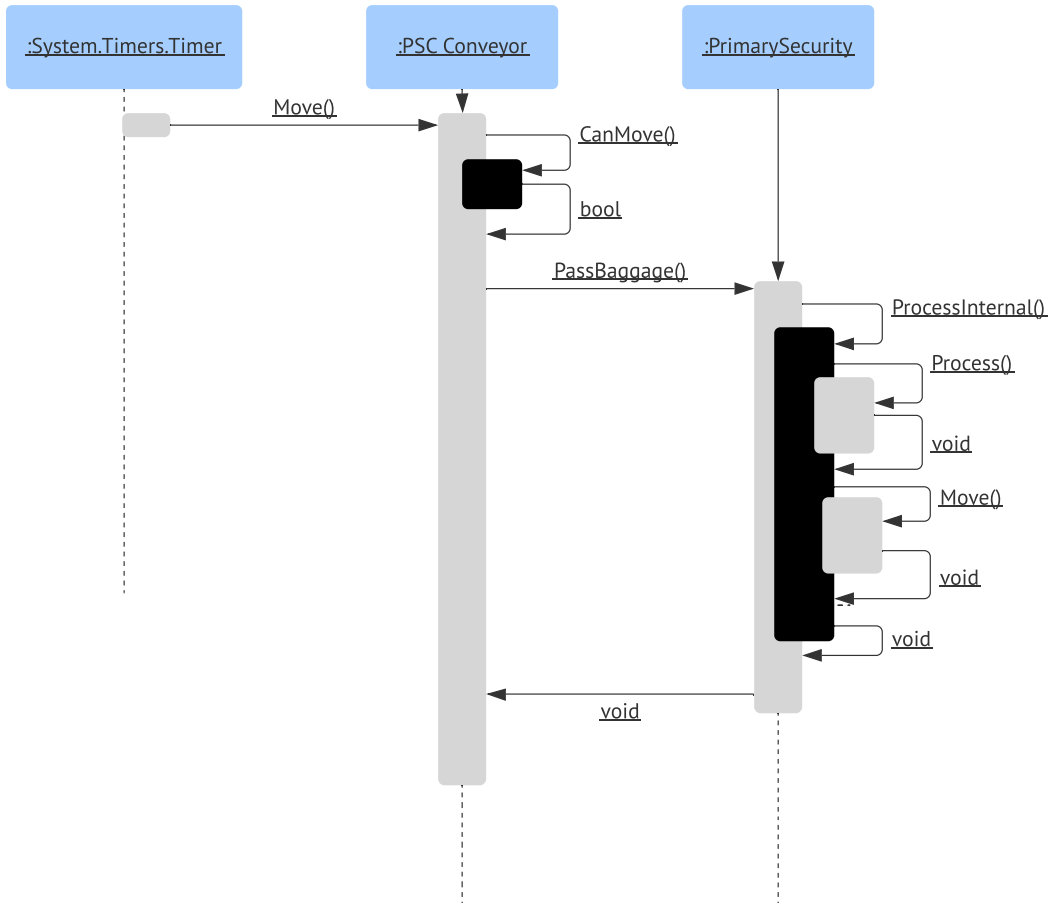 :System.Timers.Timer
:PSC Conveyor
:PrimarySecurity
Move()
CanMove()
bool
PassBaggage()
ProcessInternal()
Process()
void
Move()
void
void
void